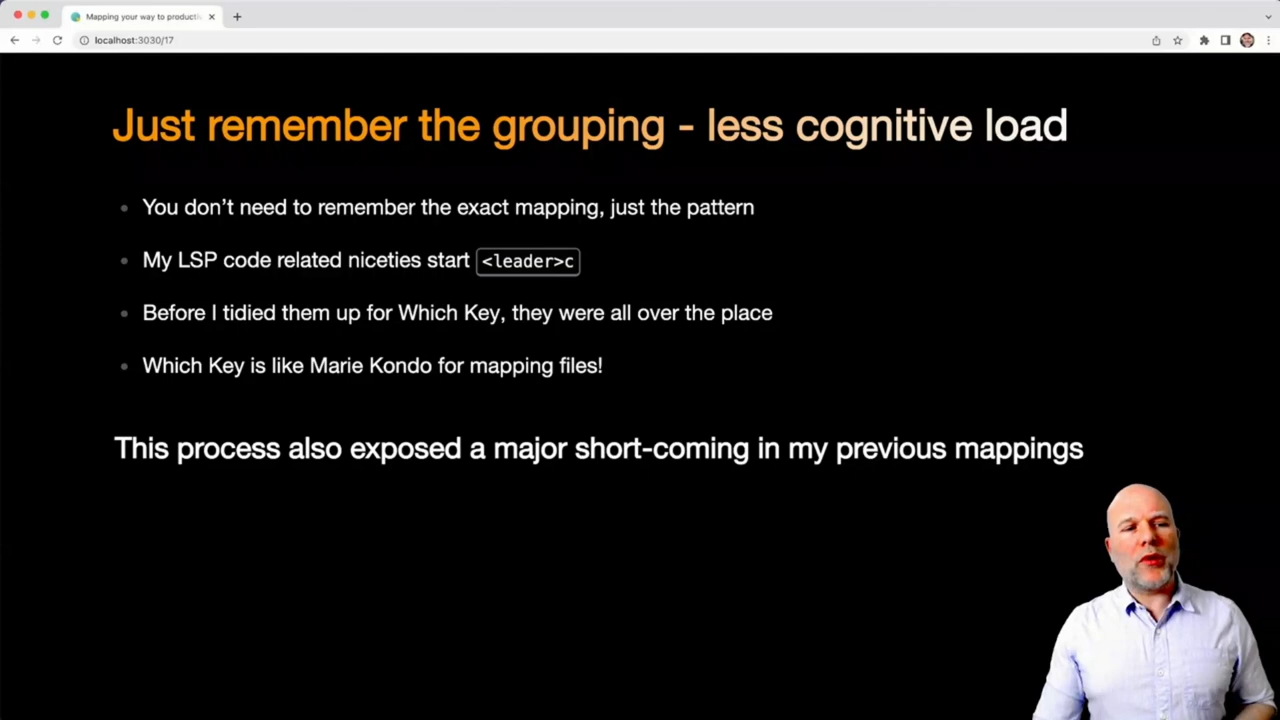 Mapping your way to producti
localhost:3030/17
Just remember the grouping - less cognitive load
You don’t need to remember the exact mapping, just the pattern
My LSP code related niceties start <leader>c
Before I tidied them up for Which Key, they were all over the place
Which Key is like Marie Kondo for mapping files!
This process also exposed a major short-coming in my previous mappings